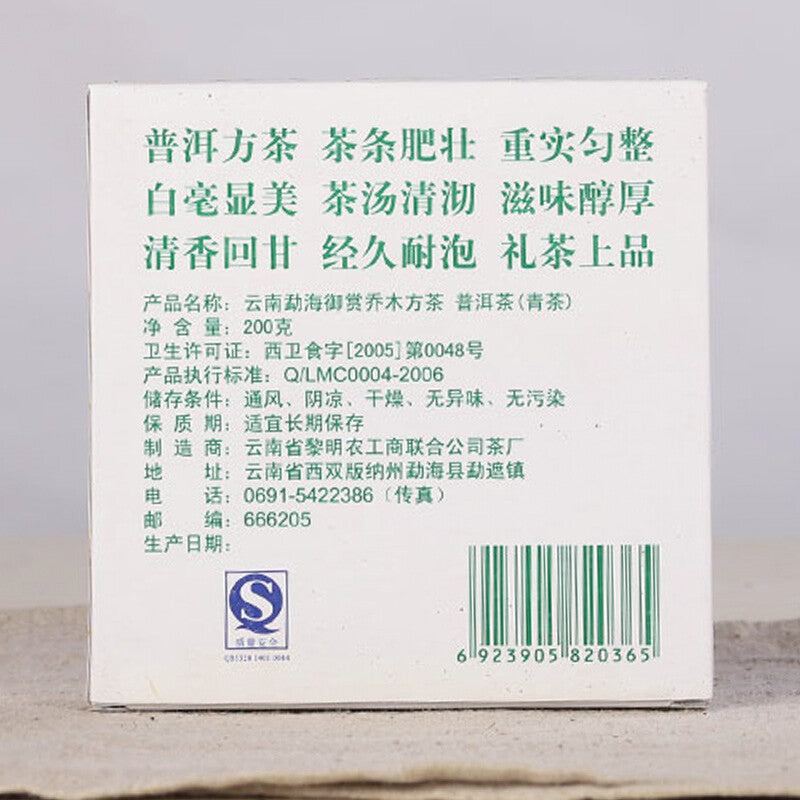 普洱方茶 茶条肥壮 重实匀整
白毫显美 茶汤清沏 滋味醇厚
清香回甘 经久耐泡 礼茶上品
产品名称：云南勐海御赏乔木方茶 普洱茶(青茶)
净 含 量：200克
卫生许可证：西卫食字[2005]第0048号
产品执行标准：Q/LMC0004-2006
储存条件：通风、阴凉、干燥、无异味、无污染
保 质 期：适宜长期保存
制 造 商：云南省黎明农工商联合公司茶厂
地 址：云南省西双版纳州勐海县勐遮镇
电 话：0691-5422386（传真）
邮 编：666205
生产日期：
质量安全
6 923905 820365